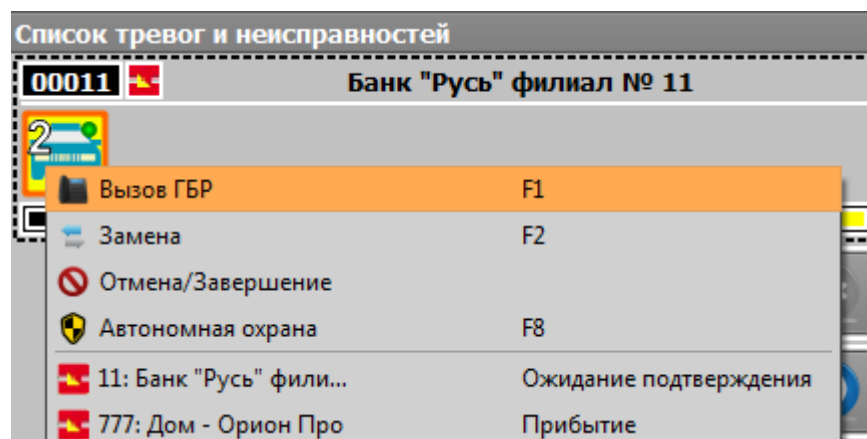 Список тревог и неисправностей
00011 Банк "Русь" филиал № 11
2
Вызов ГБР F1
Замена F2
Отмена/Завершение
Автономная охрана F8
11: Банк "Русь" фили... Ожидание подтверждения
777: Дом - Орион Про Прибытие